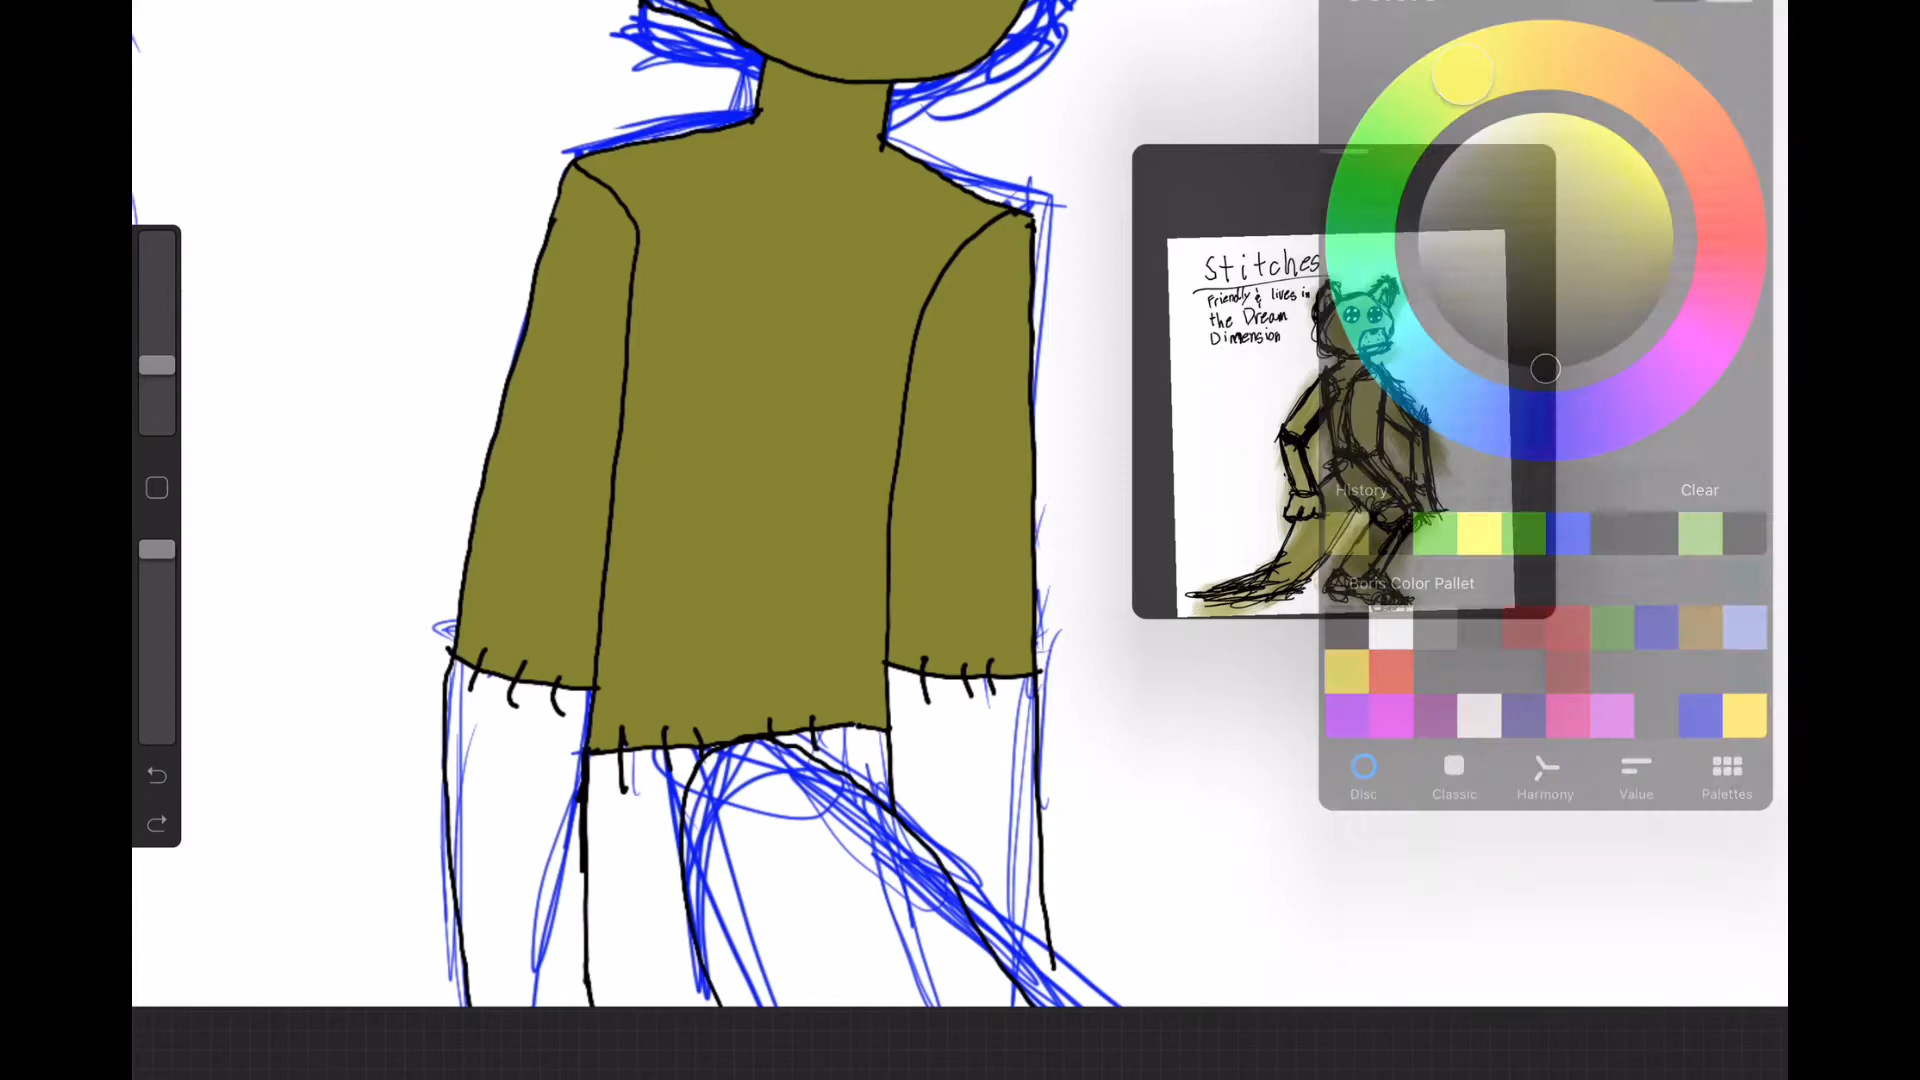 Stitches
Friendly & lives in
the Dream
Dimension
History
Clear
Boris Color Pallet
Disc
Classic
Harmony
Value
Palettes